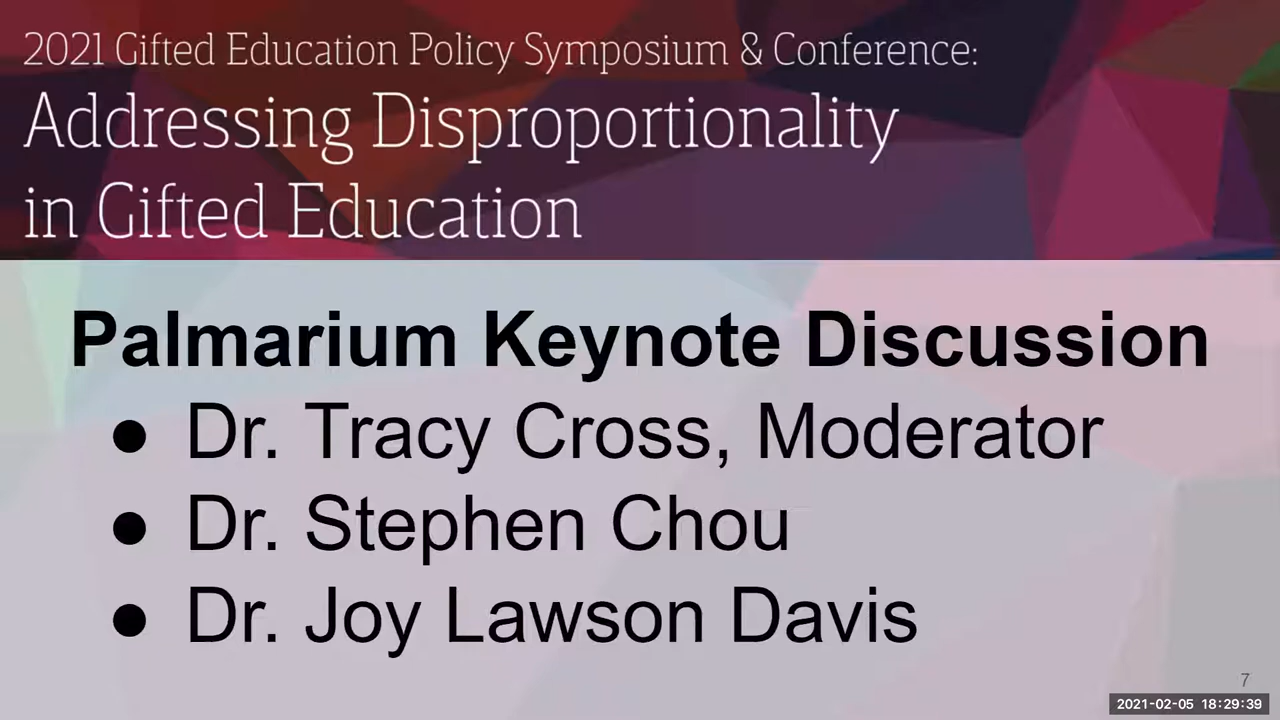 2021 Gifted Education Policy Symposium & Conference:
Addressing Disproportionality
in Gifted Education
Palmarium Keynote Discussion
● Dr. Tracy Cross, Moderator
● Dr. Stephen Chou
● Dr. Joy Lawson Davis
7
2021-02-05 18:29:39